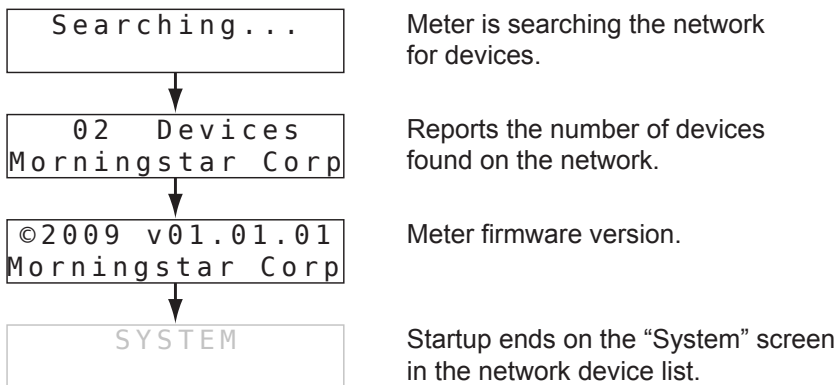 Searching...
Meter is searching the network
for devices.
02 Devices
Morningstar Corp
Reports the number of devices
found on the network.
©2009 v01.01.01
Morningstar Corp
Meter firmware version.
SYSTEM
Startup ends on the “System” screen
in the network device list.